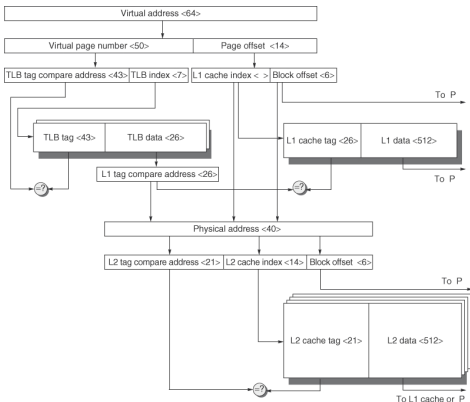 Virtual address <64>
Virtual page number <50> Page offset <14>
TLB tag compare address <43> TLB index <7> L1 cache index < > Block offset <6>
To P
TLB tag <43> TLB data <26> L1 cache tag <26> L1 data <512>
L1 tag compare address <26>
To P
=? =?
Physical address <40>
L2 tag compare address <21> L2 cache index <14> Block offset <6>
To P
L2 cache tag <21> L2 data <512>
=?
To L1 cache or P